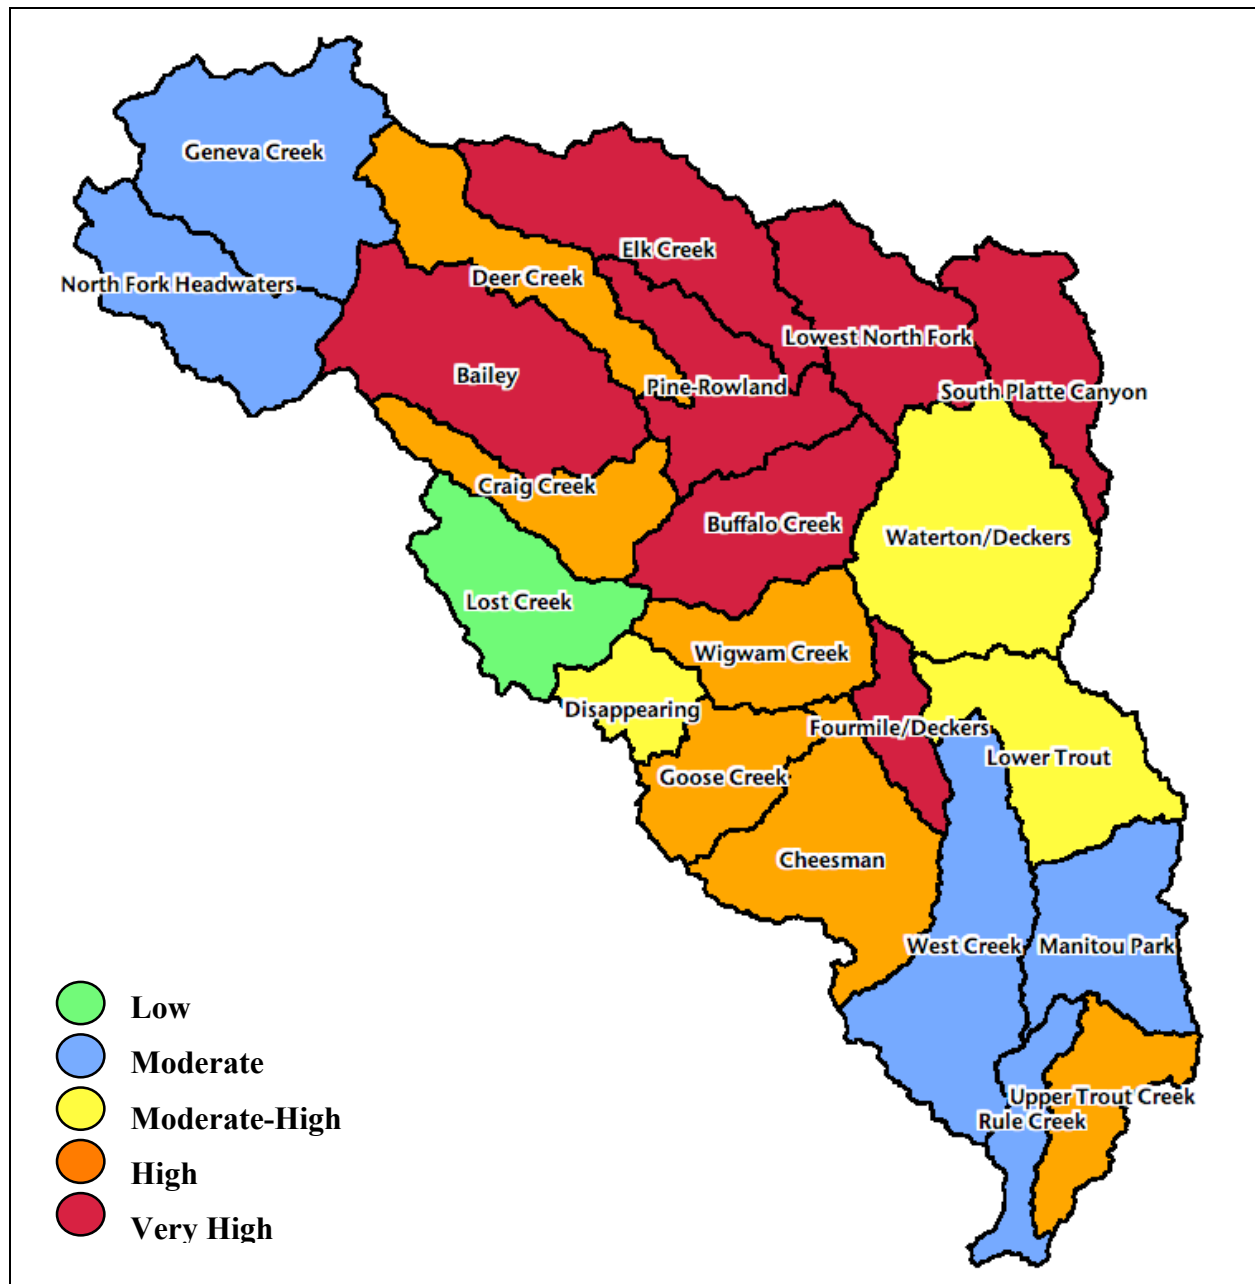 Geneva Creek
Elk Creek
Deer Creek
North Fork Headwaters
Lowest North Fork
Bailey
Pine-Rowland
South Platte Canyon
Craig Creek
Buffalo Creek
Waterton/Deckers
Lost Creek
Wigwam Creek
Disappearing
Fourmile/Deckers
Lower Trout
Goose Creek
Cheesman
West Creek
Manitou Park
Upper Trout Creek
Rule Creek
Low
Moderate
Moderate-High
High
Very High